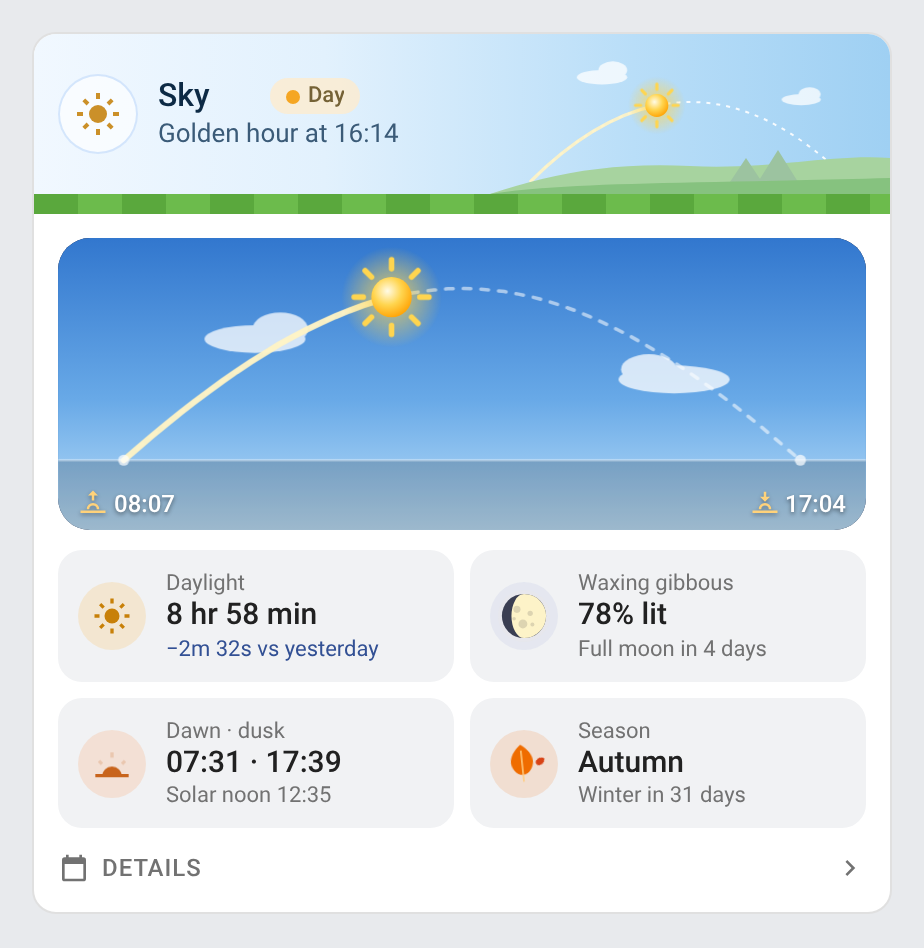 Sky
Day
Golden hour at 16:14
08:07
17:04
Daylight
8 hr 58 min
−2m 32s vs yesterday
Waxing gibbous
78% lit
Full moon in 4 days
Dawn · dusk
07:31 · 17:39
Solar noon 12:35
Season
Autumn
Winter in 31 days
DETAILS